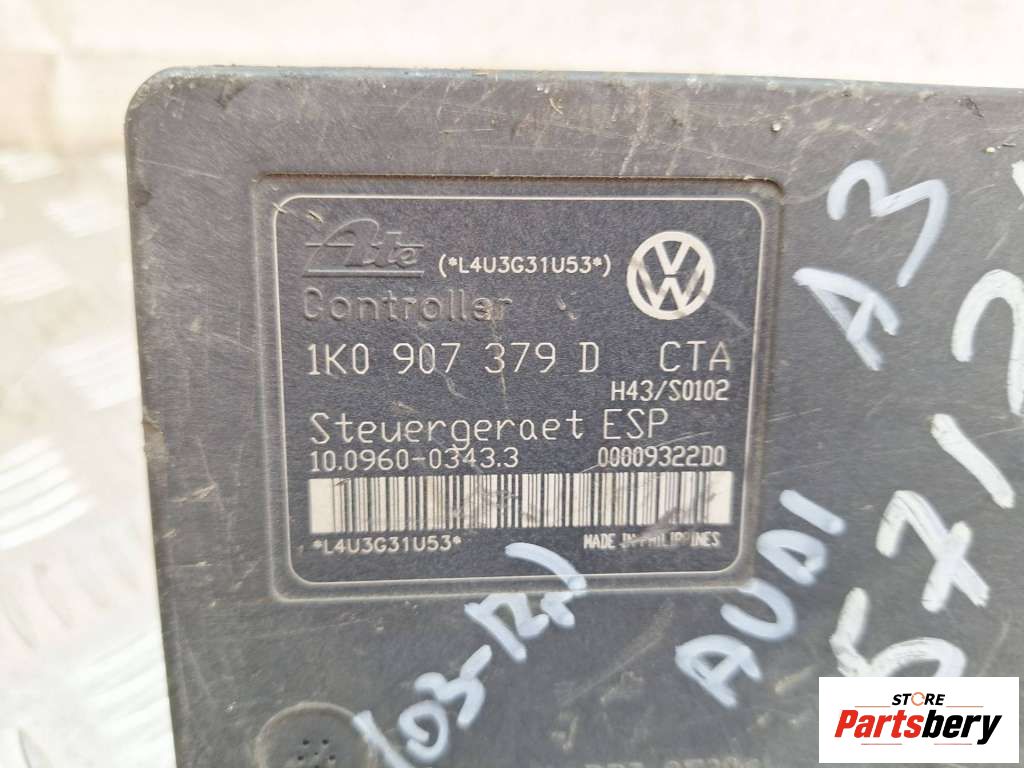 Ate (*L4U3G31U53*)
Controller
1K0 907 379 D CTA
H43/S0102
Steuergeraet ESP
10.0960-0343.3 00009322D0
*L4U3G31U53* MADE IN PHILIPPINES
AUDI A3
STORE
Partsbery